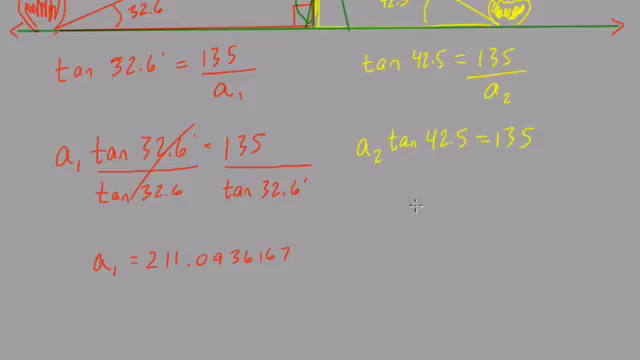 32.6
42.5
tan 32.6° = 135 / a₁
tan 42.5 = 135 / a₂
a₁ tan 32.6° = 135
tan 32.6 tan 32.6°
a₂ tan 42.5 = 135
a₁ = 211.0936167